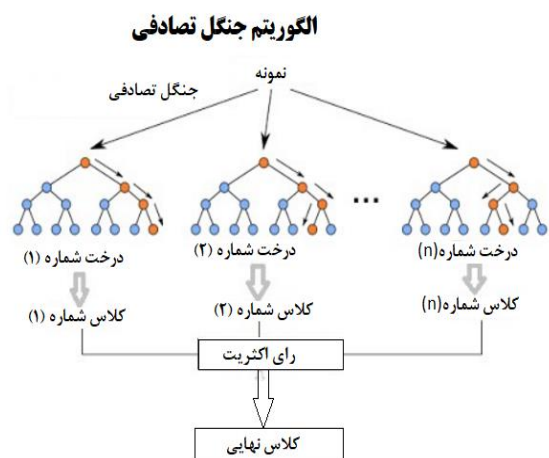 الگوریتم جنگل تصادفی
نمونه
جنگل تصادفی
...
درخت شماره (۱)
درخت شماره (۲)
درخت شماره(n)
کلاس شماره (۱)
کلاس شماره (۲)
کلاس شماره(n)
رای اکثریت
کلاس نهایی